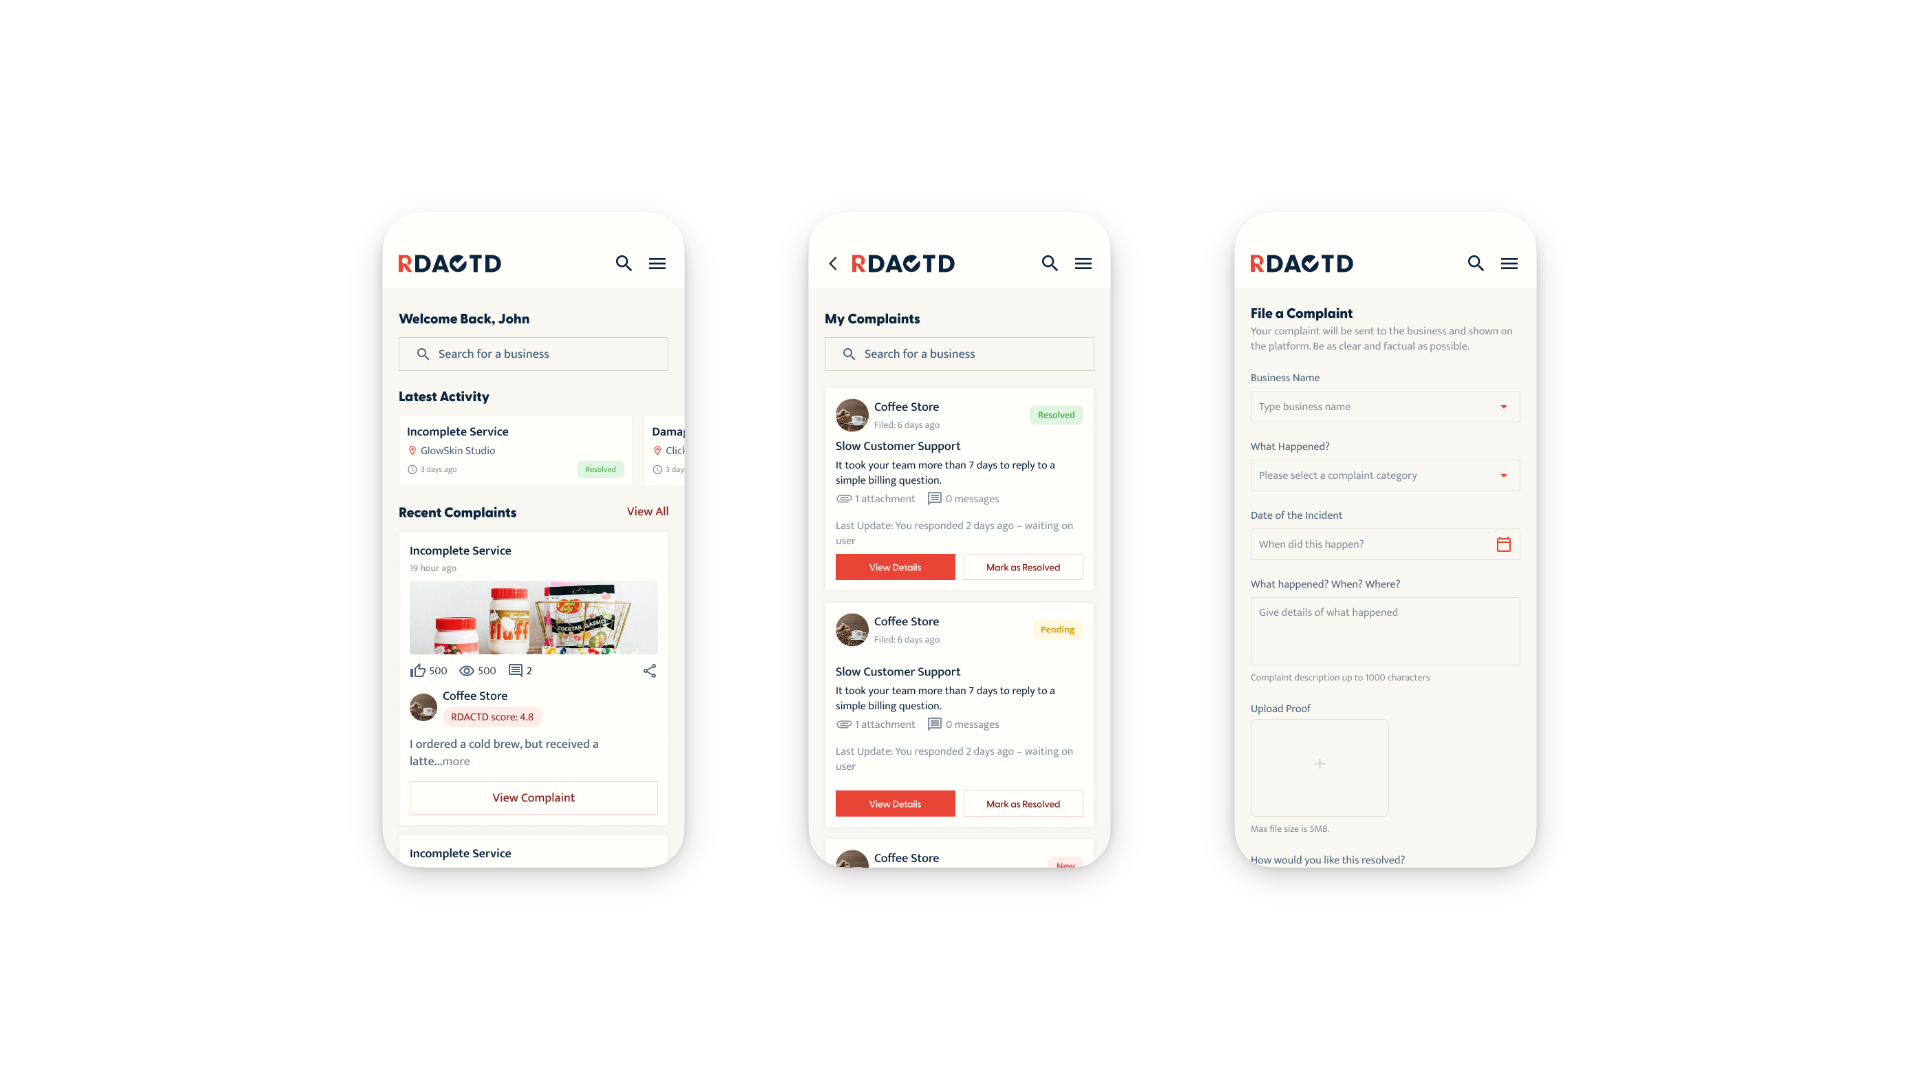 RDACTD
Welcome Back, John
Search for a business
Latest Activity
Incomplete Service
GlowSkin Studio
3 days ago
Resolved
Recent Complaints
View All
Incomplete Service
19 hour ago
fluff
COCKTAIL CLASSICS
500
500
2
Coffee Store
RDACTD score: 4.8
I ordered a cold brew, but received a
latte...more
View Complaint
Incomplete Service
RDACTD
My Complaints
Search for a business
Coffee Store
Filed: 6 days ago
Resolved
Slow Customer Support
It took your team more than 7 days to reply to a
simple billing question.
1 attachment
0 messages
Last Update: You responded 2 days ago – waiting on
user
View Details
Mark as Resolved
Coffee Store
Filed: 6 days ago
Pending
Slow Customer Support
It took your team more than 7 days to reply to a
simple billing question.
1 attachment
0 messages
Last Update: You responded 2 days ago – waiting on
user
View Details
Mark as Resolved
Coffee Store
New
RDACTD
File a Complaint
Your complaint will be sent to the business and shown on
the platform. Be as clear and factual as possible.
Business Name
Type business name
What Happened?
Please select a complaint category
Date of the Incident
When did this happen?
What happened? When? Where?
Give details of what happened
Complaint description up to 1000 characters
Upload Proof
+
Max file size is 5MB.
How would you like this resolved?